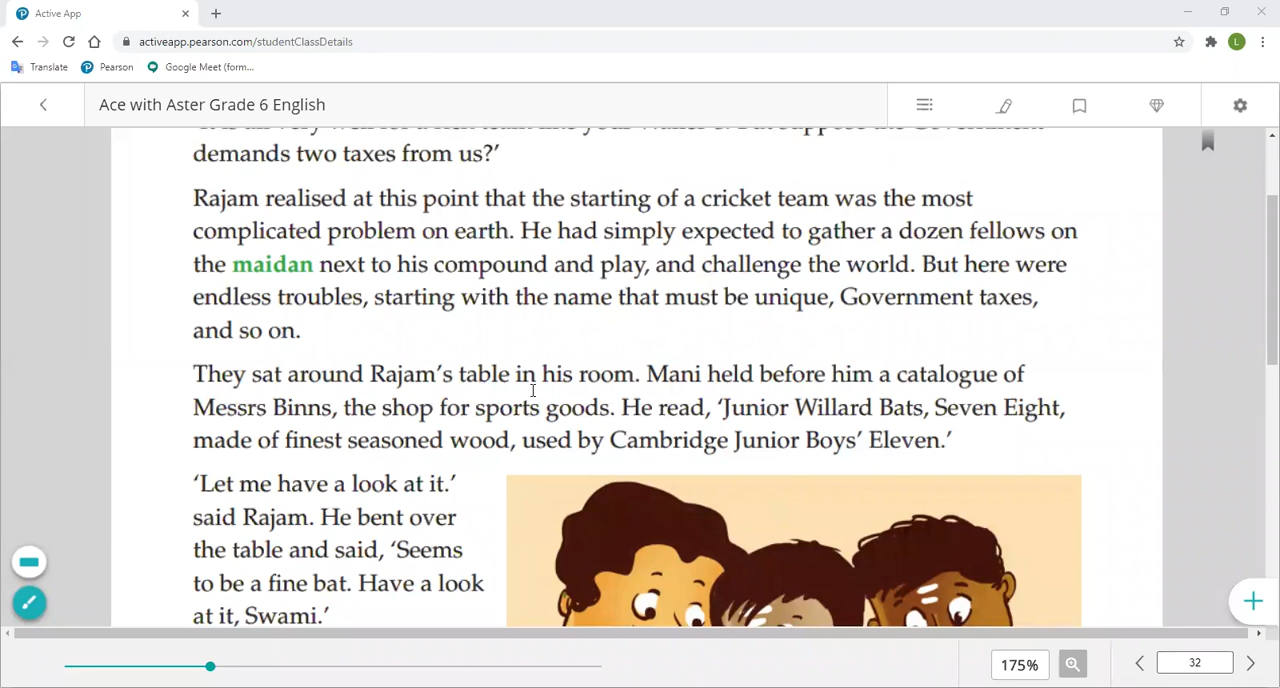 Active App
activeapp.pearson.com/studentClassDetails
L
Translate
Pearson
Google Meet (form...
Ace with Aster Grade 6 English
demands two taxes from us?’
Rajam realised at this point that the starting of a cricket team was the most
complicated problem on earth. He had simply expected to gather a dozen fellows on
the maidan next to his compound and play, and challenge the world. But here were
endless troubles, starting with the name that must be unique, Government taxes,
and so on.
They sat around Rajam’s table in his room. Mani held before him a catalogue of
Messrs Binns, the shop for sports goods. He read, ‘Junior Willard Bats, Seven Eight,
made of finest seasoned wood, used by Cambridge Junior Boys’ Eleven.’
‘Let me have a look at it.’
said Rajam. He bent over
the table and said, ‘Seems
to be a fine bat. Have a look
at it, Swami.’
175%
32